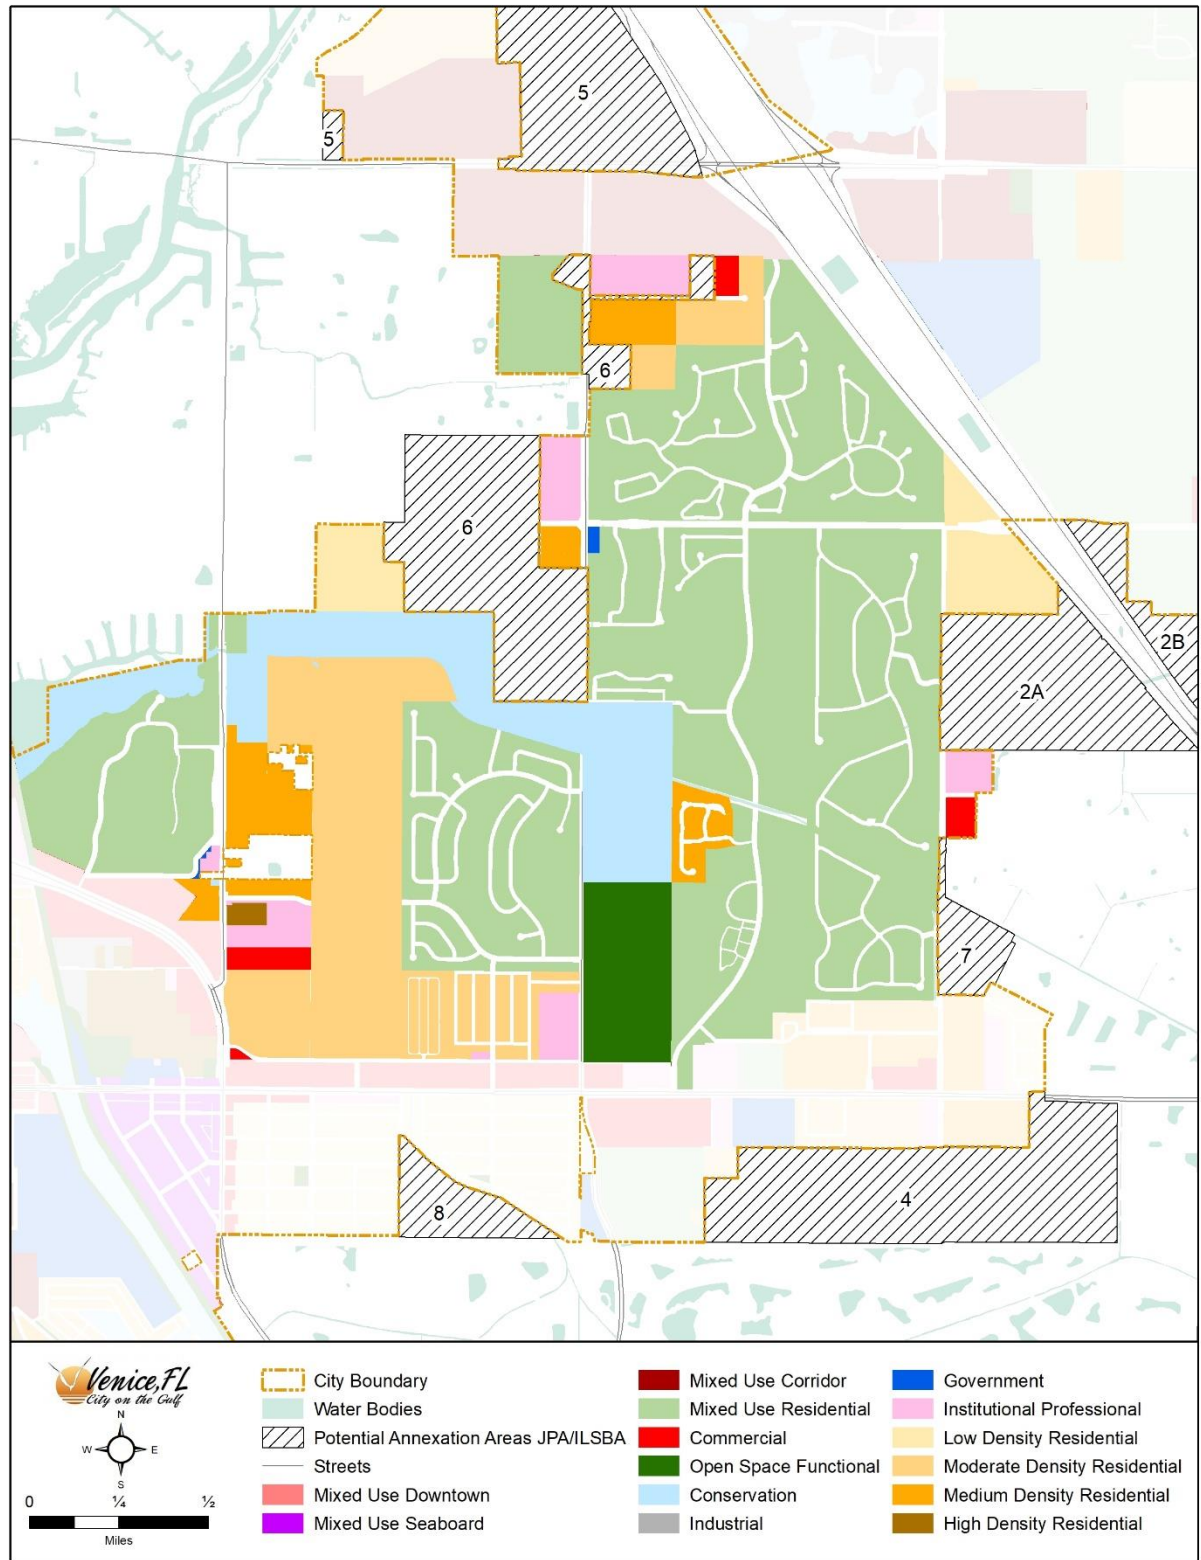 5
5
6
6
2B
2A
7
4
8
Venice, FL
City on the Gulf
N
W E
S
0 ¼ ½
Miles
City Boundary
Water Bodies
Potential Annexation Areas JPA/ILSBA
Streets
Mixed Use Downtown
Mixed Use Seaboard
Mixed Use Corridor
Mixed Use Residential
Commercial
Open Space Functional
Conservation
Industrial
Government
Institutional Professional
Low Density Residential
Moderate Density Residential
Medium Density Residential
High Density Residential